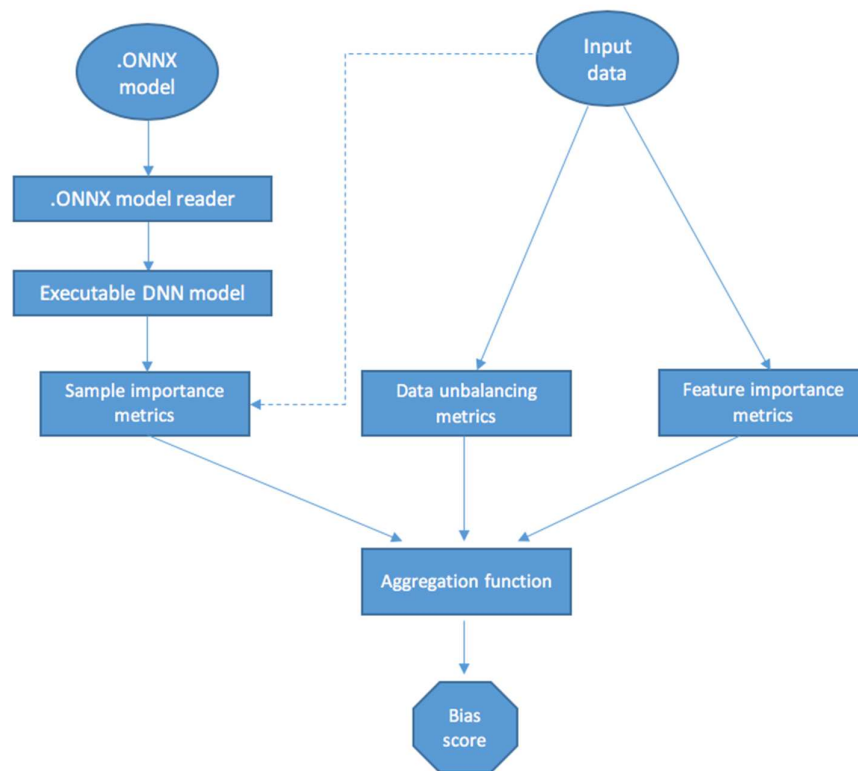 .ONNX
model
Input
data
.ONNX model reader
Executable DNN model
Sample importance
metrics
Data unbalancing
metrics
Feature importance
metrics
Aggregation function
Bias
score